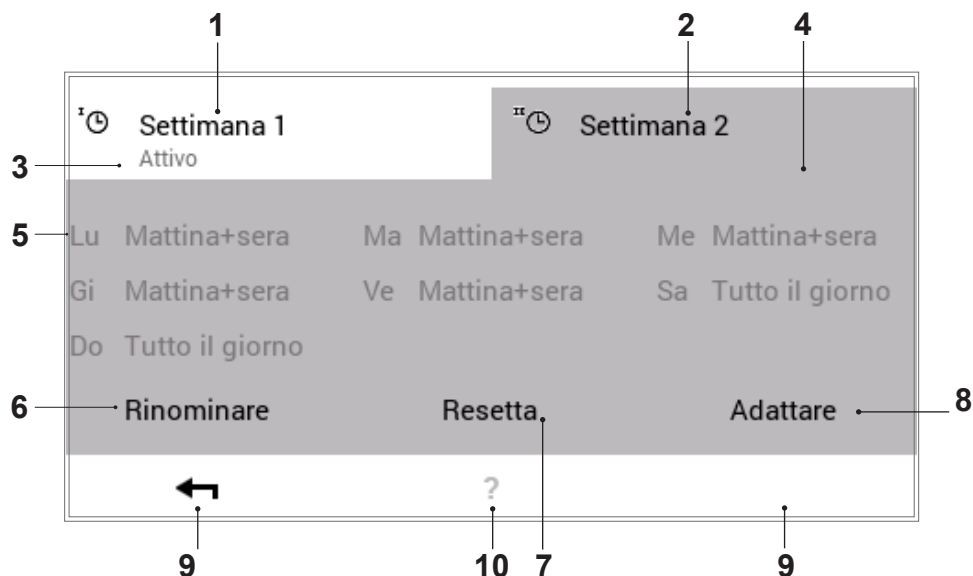 1 2 4
I Settimana 1 II Settimana 2
3 Attivo
5 Lu Mattina+sera Ma Mattina+sera Me Mattina+sera
Gi Mattina+sera Ve Mattina+sera Sa Tutto il giorno
Do Tutto il giorno
6 Rinominare Resetta Adattare 8
?
9 10 7 9